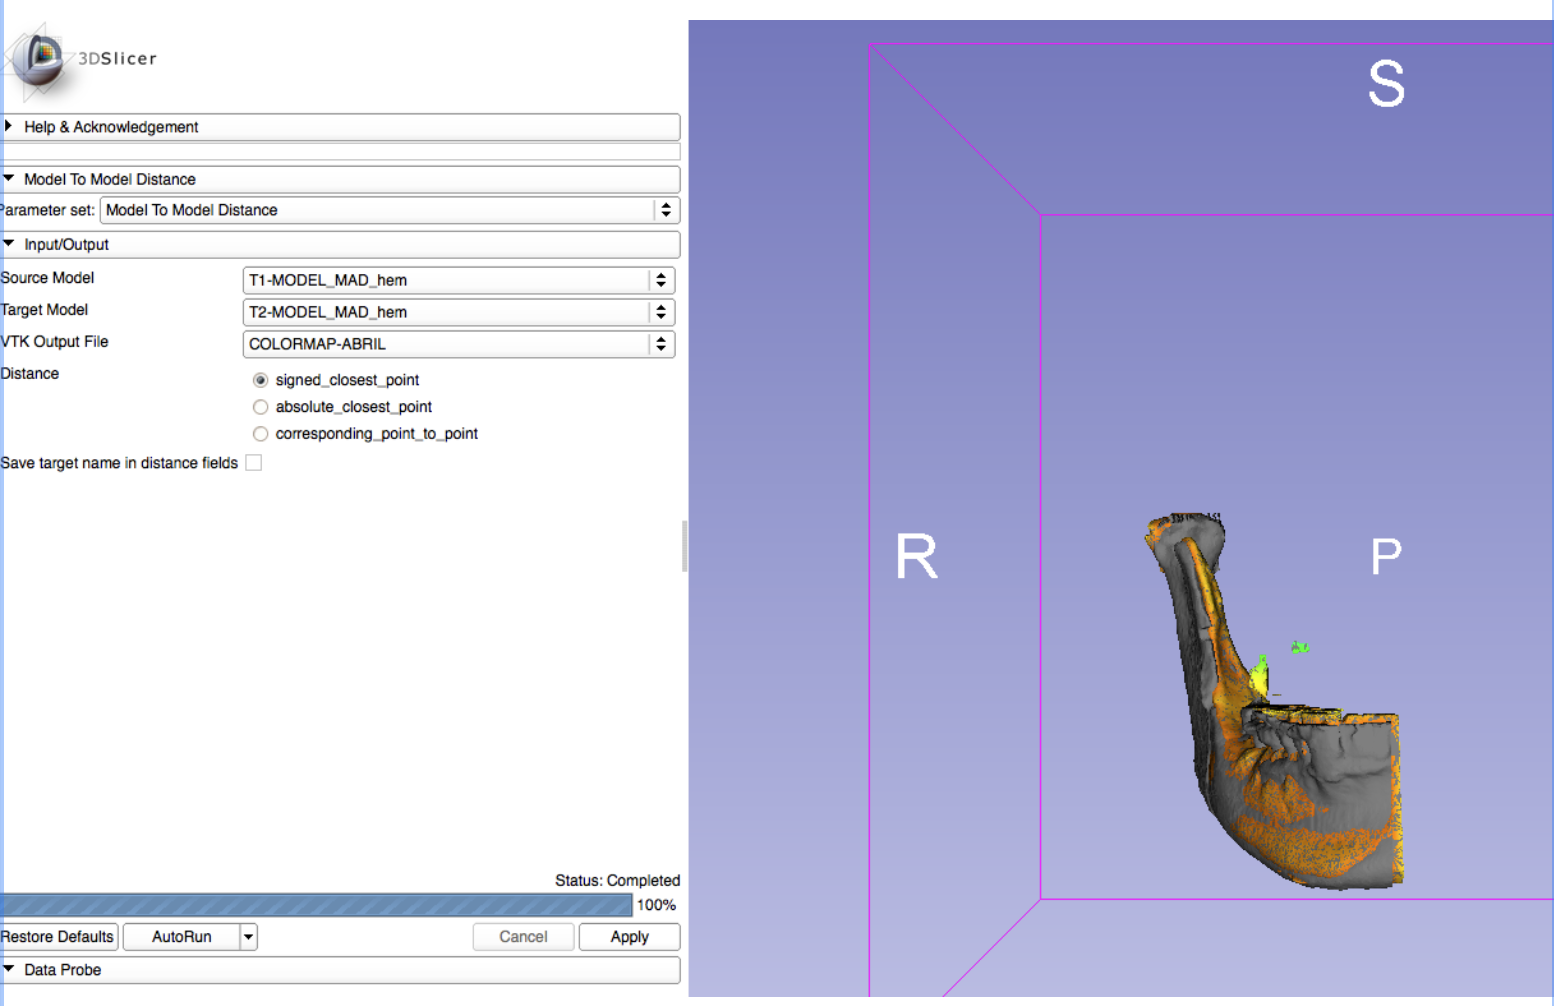 3DSlicer
Help & Acknowledgement
Model To Model Distance
Parameter set: Model To Model Distance
Input/Output
Source Model T1-MODEL_MAD_hem
Target Model T2-MODEL_MAD_hem
VTK Output File COLORMAP-ABRIL
Distance signed_closest_point
absolute_closest_point
corresponding_point_to_point
Save target name in distance fields
Status: Completed
100%
Restore Defaults AutoRun Cancel Apply
Data Probe
S
R P